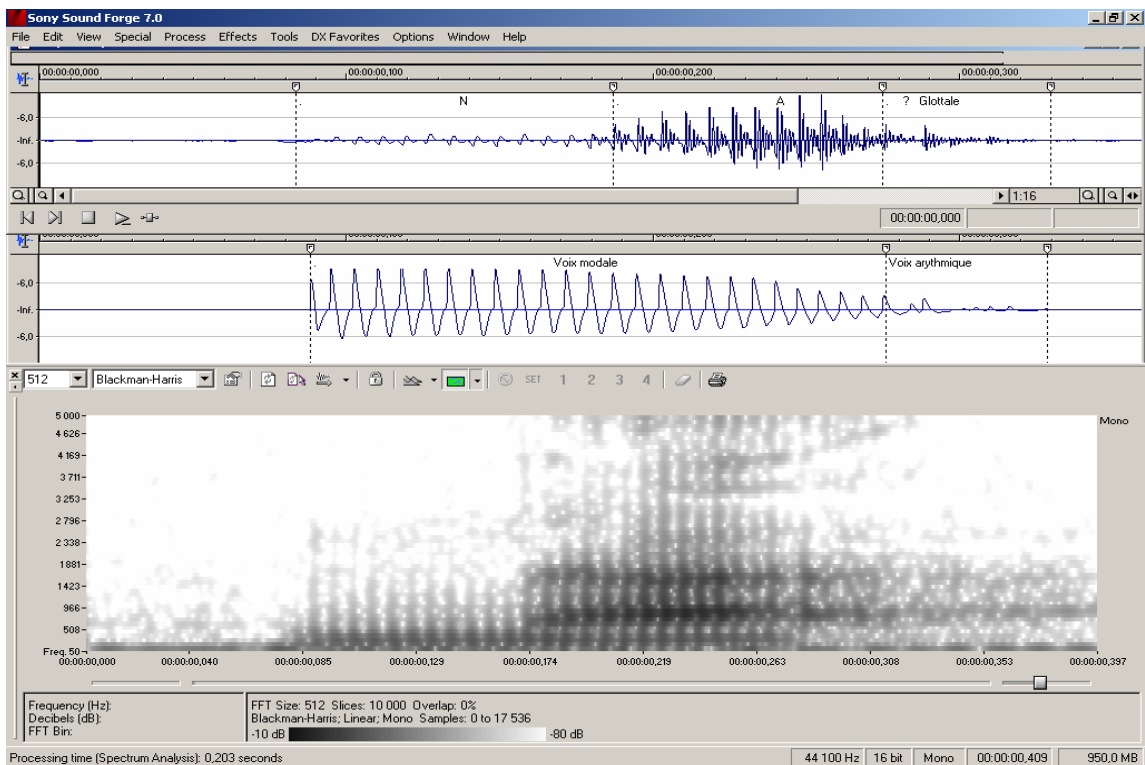 Sony Sound Forge 7.0
File Edit View Special Process Effects Tools DX Favorites Options Window Help
00:00:00,000 00:00:00,100 00:00:00,200 00:00:00,300
. N . A . ? Glottale
-6,0
-Inf.
-6,0
1:16
00:00:00,000
. Voix modale Voix arythmique
-6,0
-Inf.
-6,0
512 Blackman-Harris SET 1 2 3 4
Mono
5 000
4 626
4 169
3 711
3 253
2 796
2 338
1 881
1 423
966
508
Freq. 50
00:00:00,000 00:00:00,040 00:00:00,085 00:00:00,129 00:00:00,174 00:00:00,219 00:00:00,263 00:00:00,308 00:00:00,353 00:00:00,397
Frequency (Hz):
Decibels (dB):
FFT Bin:
FFT Size: 512 Slices: 10 000 Overlap: 0%
Blackman-Harris; Linear; Mono Samples: 0 to 17 536
-10 dB -80 dB
Processing time (Spectrum Analysis): 0,203 seconds 44 100 Hz 16 bit Mono 00:00:00,409 950,0 MB